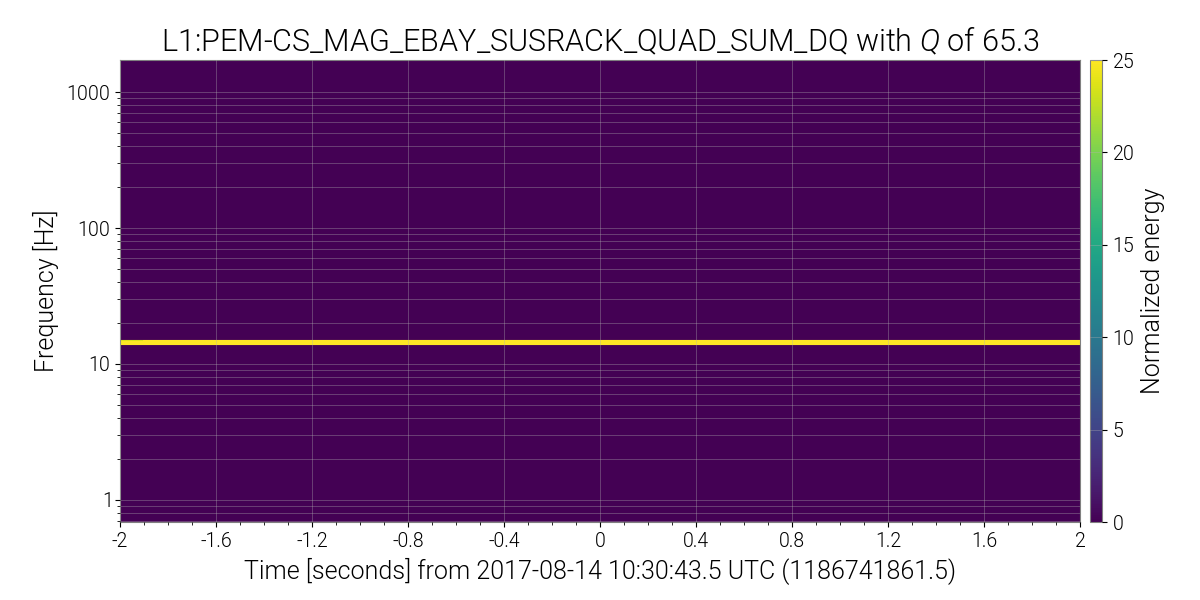 L1:PEM-CS_MAG_EBAY_SUSRACK_QUAD_SUM_DQ with Q of 65.3
Frequency [Hz]
1000
100
10
1
-2 -1.6 -1.2 -0.8 -0.4 0 0.4 0.8 1.2 1.6 2
Time [seconds] from 2017-08-14 10:30:43.5 UTC (1186741861.5)
25
20
15
10
5
0
Normalized energy